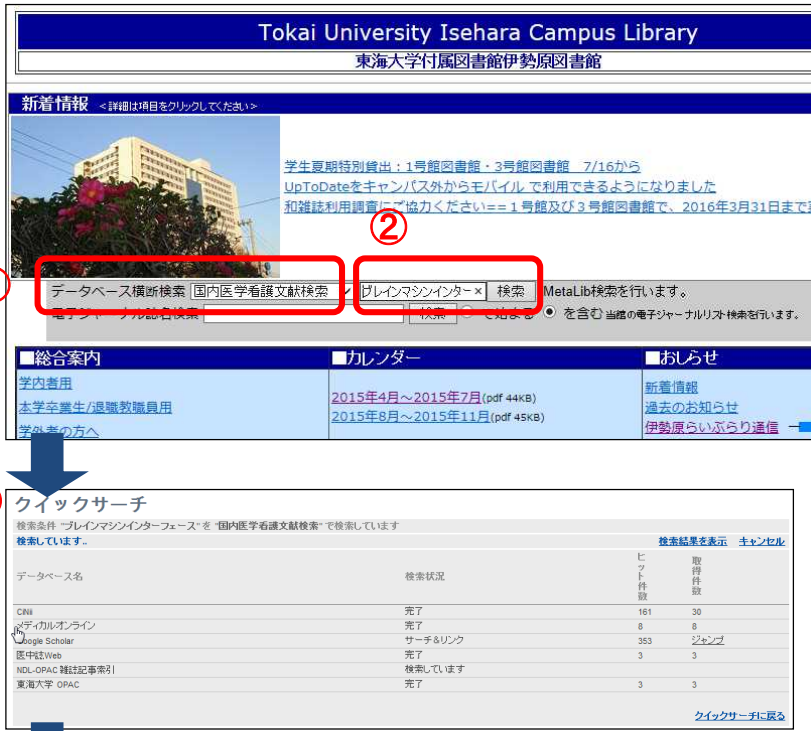 Tokai University Isehara Campus Library
東海大学付属図書館伊勢原図書館
新着情報 <詳細は項目をクリックしてください>
学生夏期特別貸出：1号館図書館・3号館図書館 7/16から
UpToDateをキャンパス外からモバイル で利用できるようになりました
和雑誌利用調査にご協力ください==１号館及び３号館図書館で、2016年3月31日まで
②
データベース横断検索 国内医学看護文献検索 ブレインマシンインター× 検索 MetaLib検索を行います。
電子ジャーナル誌名検索 検索 で始まる を含む 当館の電子ジャーナルリスト検索を行います。
■総合案内 ■カレンダー ■おしらせ
学内者用 2015年4月～2015年7月(pdf 44KB) 新着情報
本学卒業生/退職教職員用 2015年8月～2015年11月(pdf 45KB) 過去のお知らせ
学外者の方へ 伊勢原らいぶらり通信
クイックサーチ
検索条件 "ブレインマシンインターフェース" を "国内医学看護文献検索" で検索しています
検索しています.. 検索結果を表示 キャンセル
データベース名 検索状況 ヒット件数 取得件数
CiNii 完了 161 30
メディカルオンライン 完了 8 8
Google Scholar サーチ&リンク 353 ジャンプ
医中誌Web 完了 3 3
NDL-OPAC 雑誌記事索引 検索しています
東海大学 OPAC 完了 3 3
クイックサーチに戻る